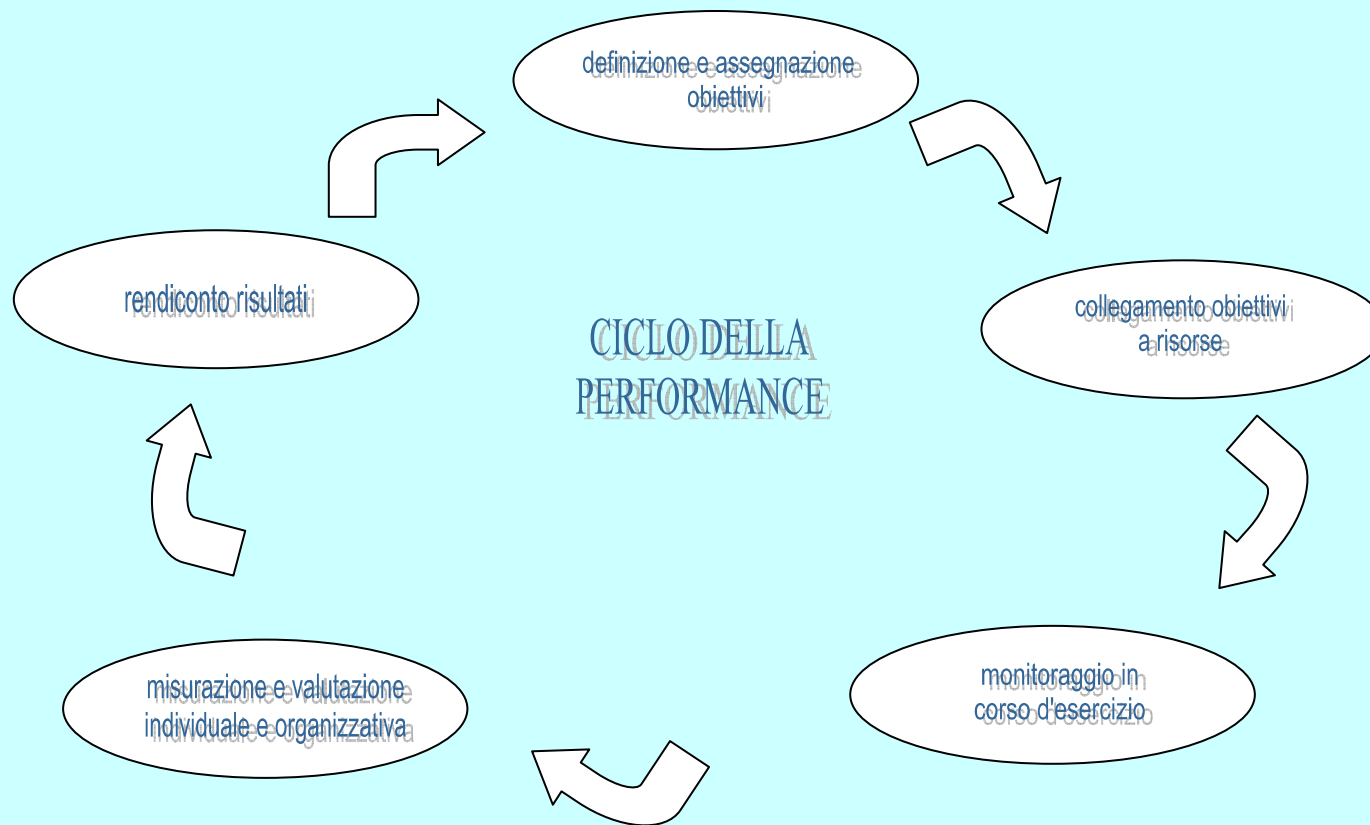 definizione e assegnazione
obiettivi
rendiconto risultati
CICLO DELLA
PERFORMANCE
collegamento obiettivi
a risorse
misurazione e valutazione
individuale e organizzativa
monitoraggio in
corso d'esercizio